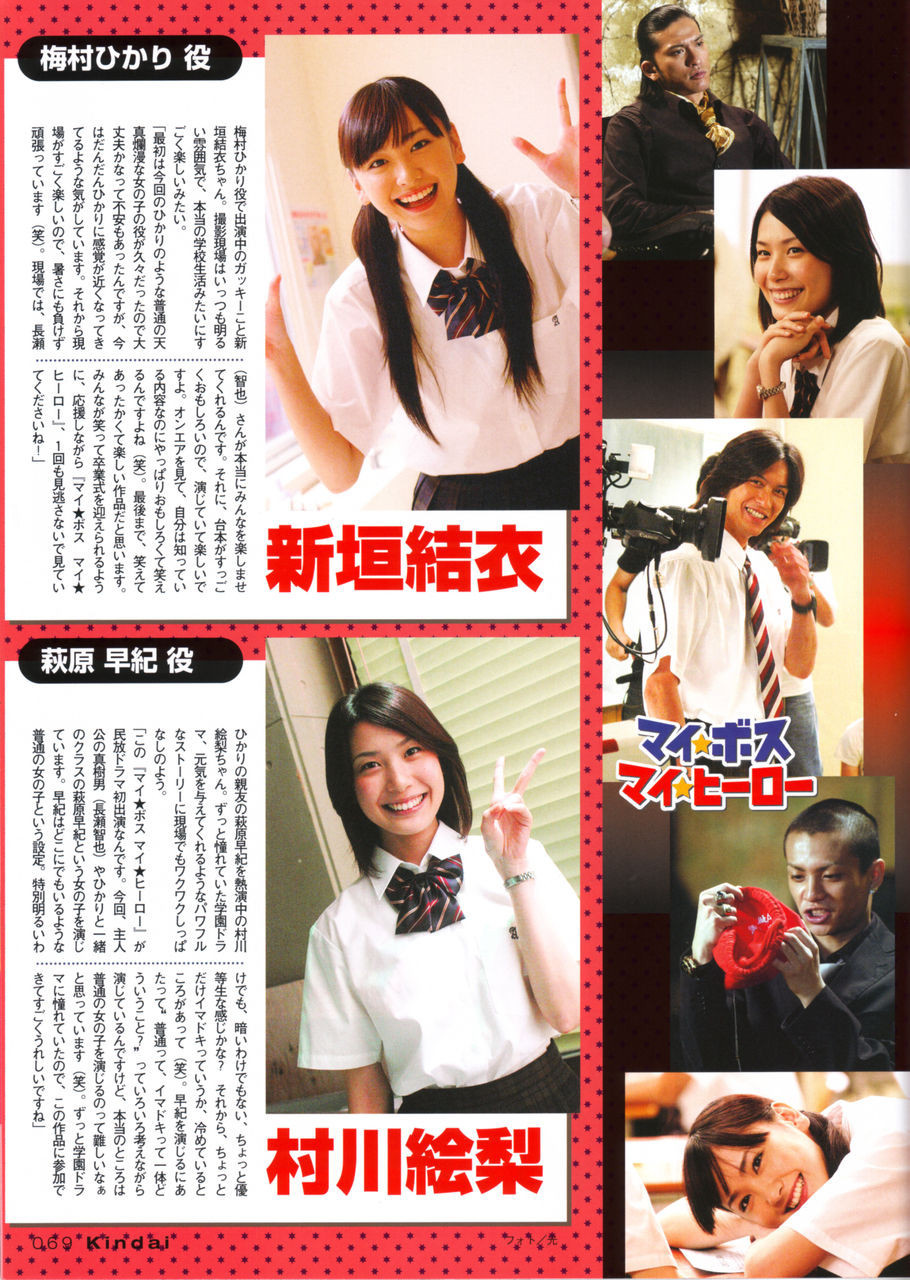 梅村ひかり 役
梅村ひかり役で出演中のガッキーこと新
垣結衣ちゃん。撮影現場はいっつも明る
い雰囲気で、本当の学校生活みたいにす
ごく楽しいみたい。
「最初は今回のひかりのような普通の天
真爛漫な女の子の役が久々だったので大
丈夫かなって不安もあったんですが、今
はだんだんひかりに感覚が近くなってき
てるような気がしています。それから現
場がすごく楽しいので、暑さにも負けず
頑張っています（笑）。現場では、長瀬
（智也）さんが本当にみんなを楽しませ
てくれるんです。それに、台本がすっご
くおもしろいので、演じていて楽しいで
すよ。オンエアを見て、自分は知ってい
る内容なのにやっぱりおもしろくて笑え
るんですよね（笑）。最後まで、笑えて
あったかくて楽しい作品だと思います。
みんなが笑って卒業式を迎えられるよう
に、応援しながら『マイ★ボス マイ★
ヒーロー』、1回も見逃さないで見てい
てくださいね！」
新垣結衣
萩原 早紀 役
ひかりの親友の萩原早紀を熱演中の村川
絵梨ちゃん。ずっと憧れていた学園ドラ
マ、元気を与えてくれるようなパワフル
なストーリーに現場でもワクワクしっぱ
なしのよう。
「この『マイ★ボス マイ★ヒーロー』が
民放ドラマ初出演なんです。今回、主人
公の真樹男（長瀬智也）やひかりと一緒
のクラスの萩原早紀という女の子を演じ
ています。早紀はどこにでもいるような
普通の女の子という設定。特別明るいわ
けでも、暗いわけでもない、ちょっと優
等生な感じかな？ それから、ちょっと
だけイマドキっていうか、冷めていると
ころがあって（笑）。早紀を演じるにあ
たって“普通って、イマドキって一体ど
ういうこと？”っていろいろ考えながら
演じているんですけど、本当のところは
普通の女の子を演じるのって難しいなぁ
と思っています（笑）。ずっと学園ドラ
マに憧れていたので、この作品に参加で
きてすごくうれしいですね」
村川絵梨
マイ★ボス
マイ★ヒーロー
069 Kindai
フォト／光